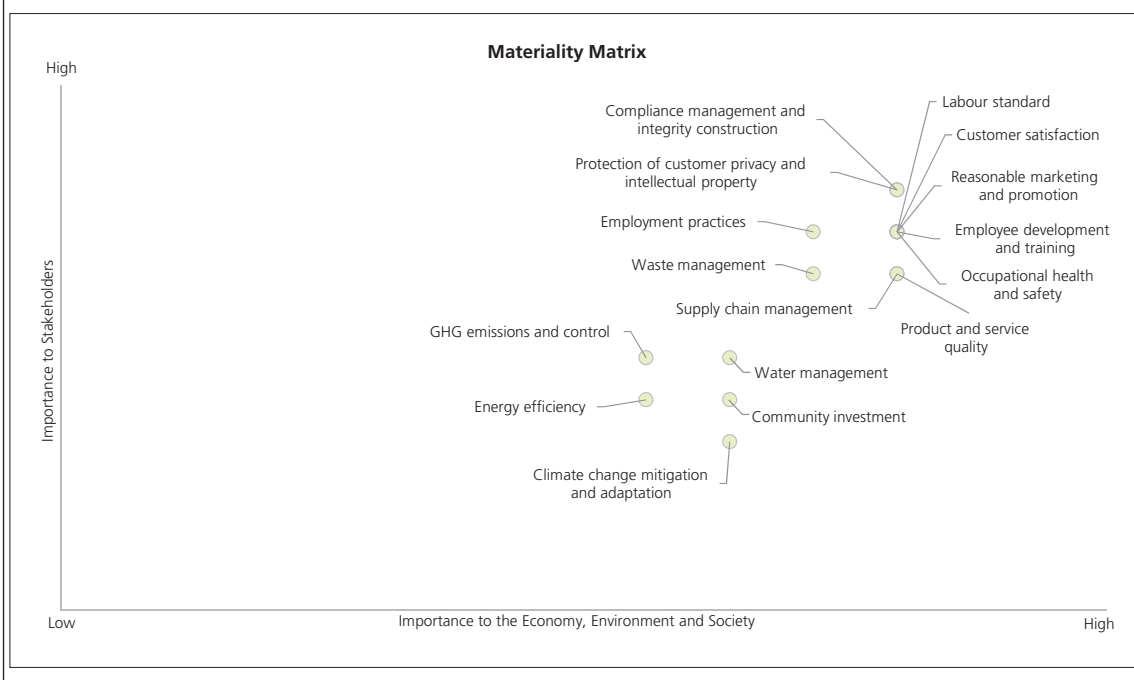 Materiality Matrix
High
Labour standard
Compliance management and
integrity construction
Customer satisfaction
Protection of customer privacy and
intellectual property
Reasonable marketing
and promotion
Employment practices
Employee development
and training
Waste management
Occupational health
and safety
Supply chain management
Product and service
quality
GHG emissions and control
Water management
Energy efficiency
Community investment
Climate change mitigation
and adaptation
Importance to Stakeholders
Low
Importance to the Economy, Environment and Society
High